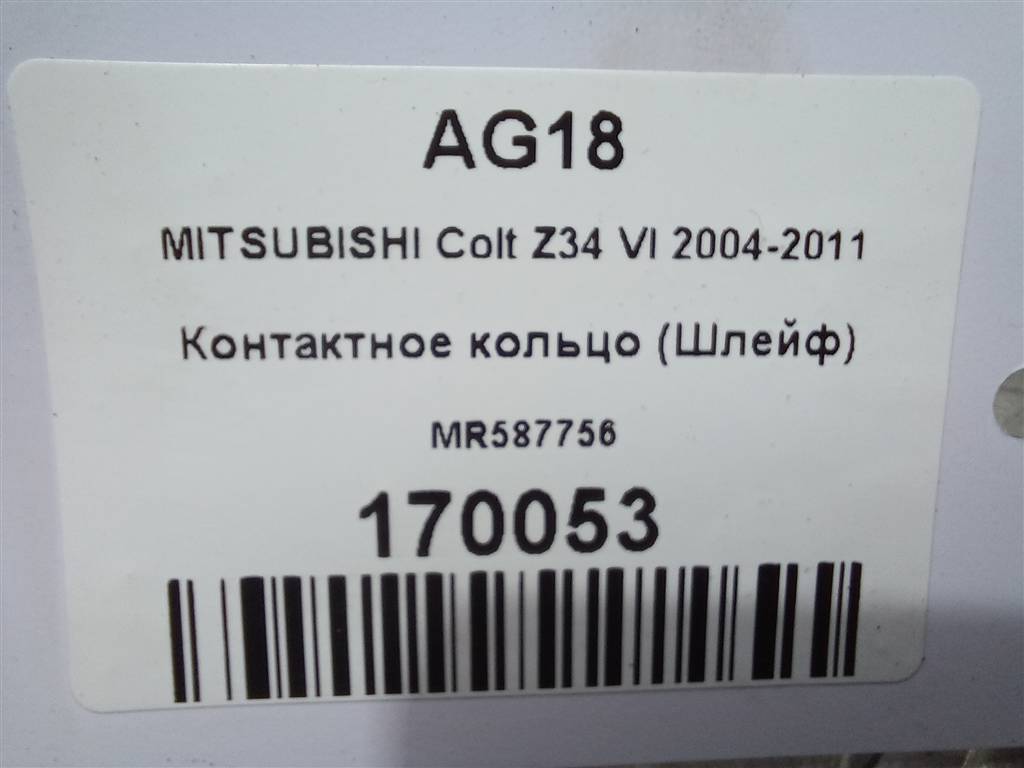 AG18
MITSUBISHI Colt Z34 VI 2004-2011
Контактное кольцо (Шлейф)
MR587756
170053